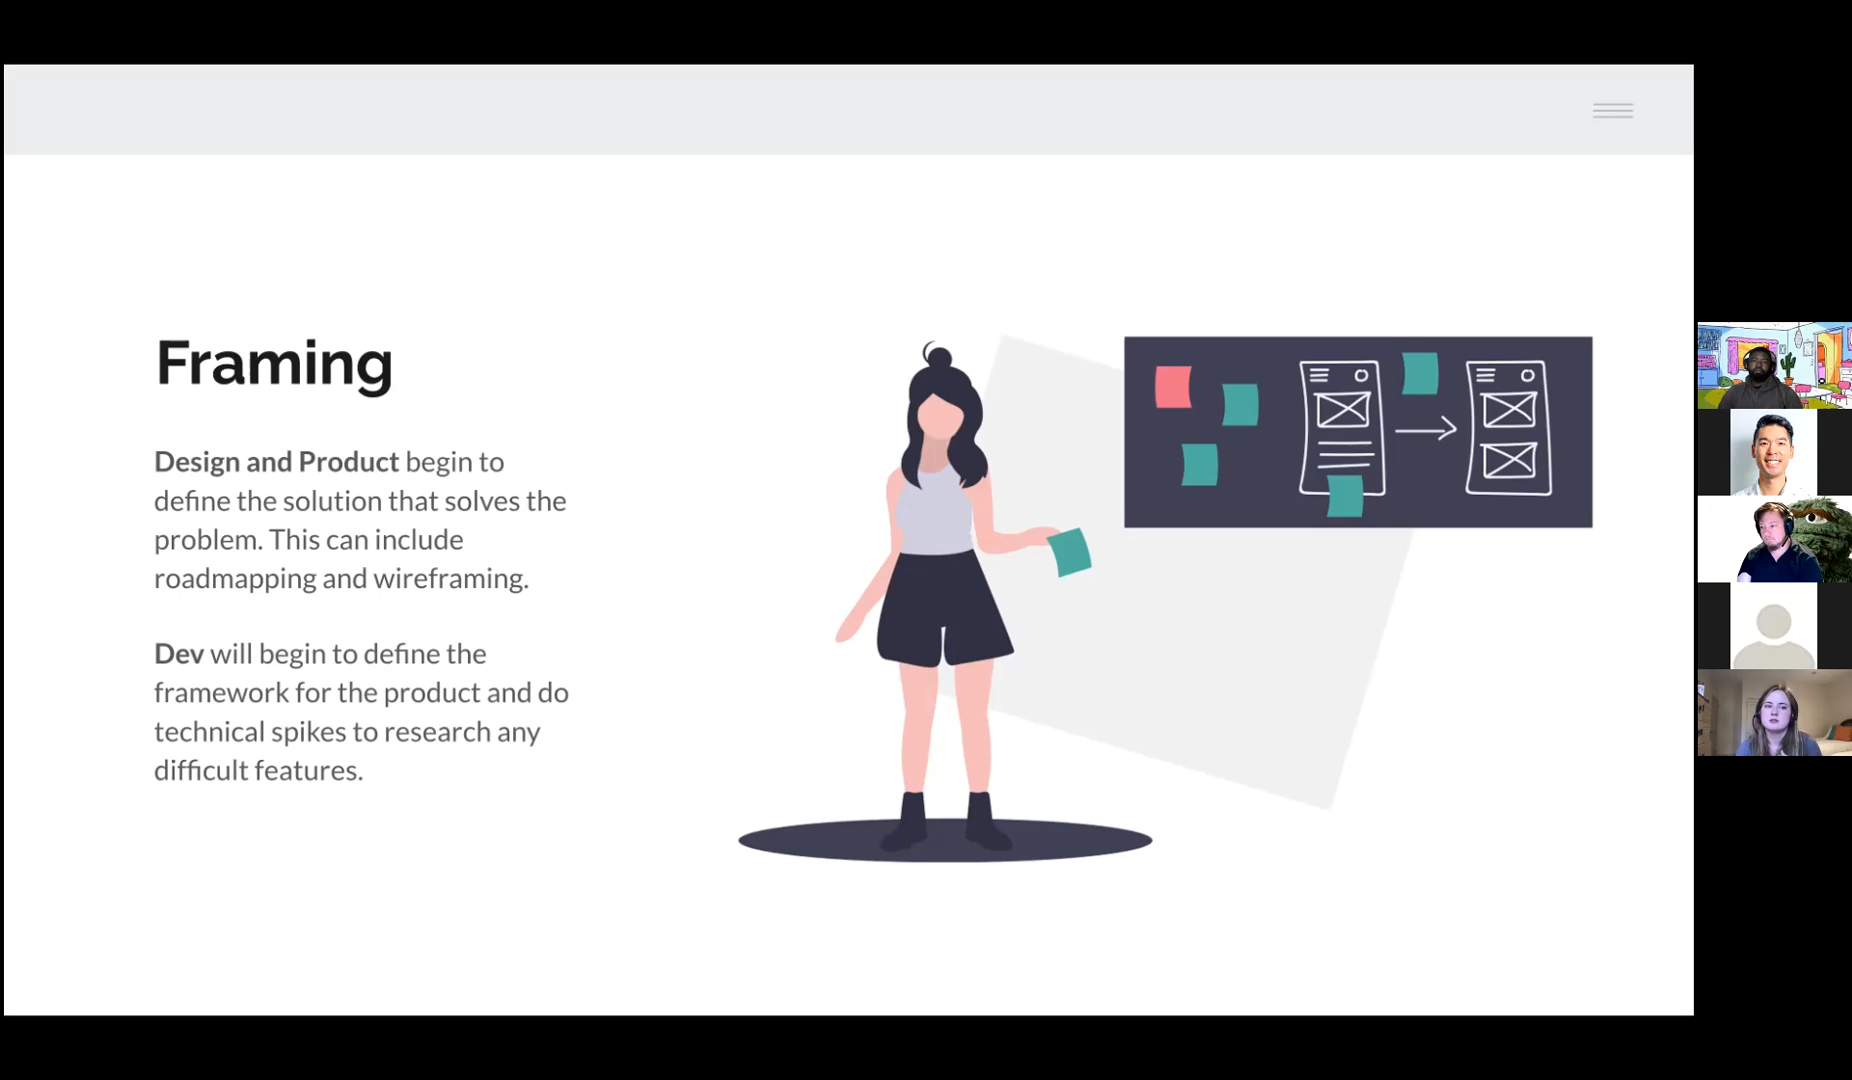 Framing
Design and Product begin to
define the solution that solves the
problem. This can include
roadmapping and wireframing.
Dev will begin to define the
framework for the product and do
technical spikes to research any
difficult features.